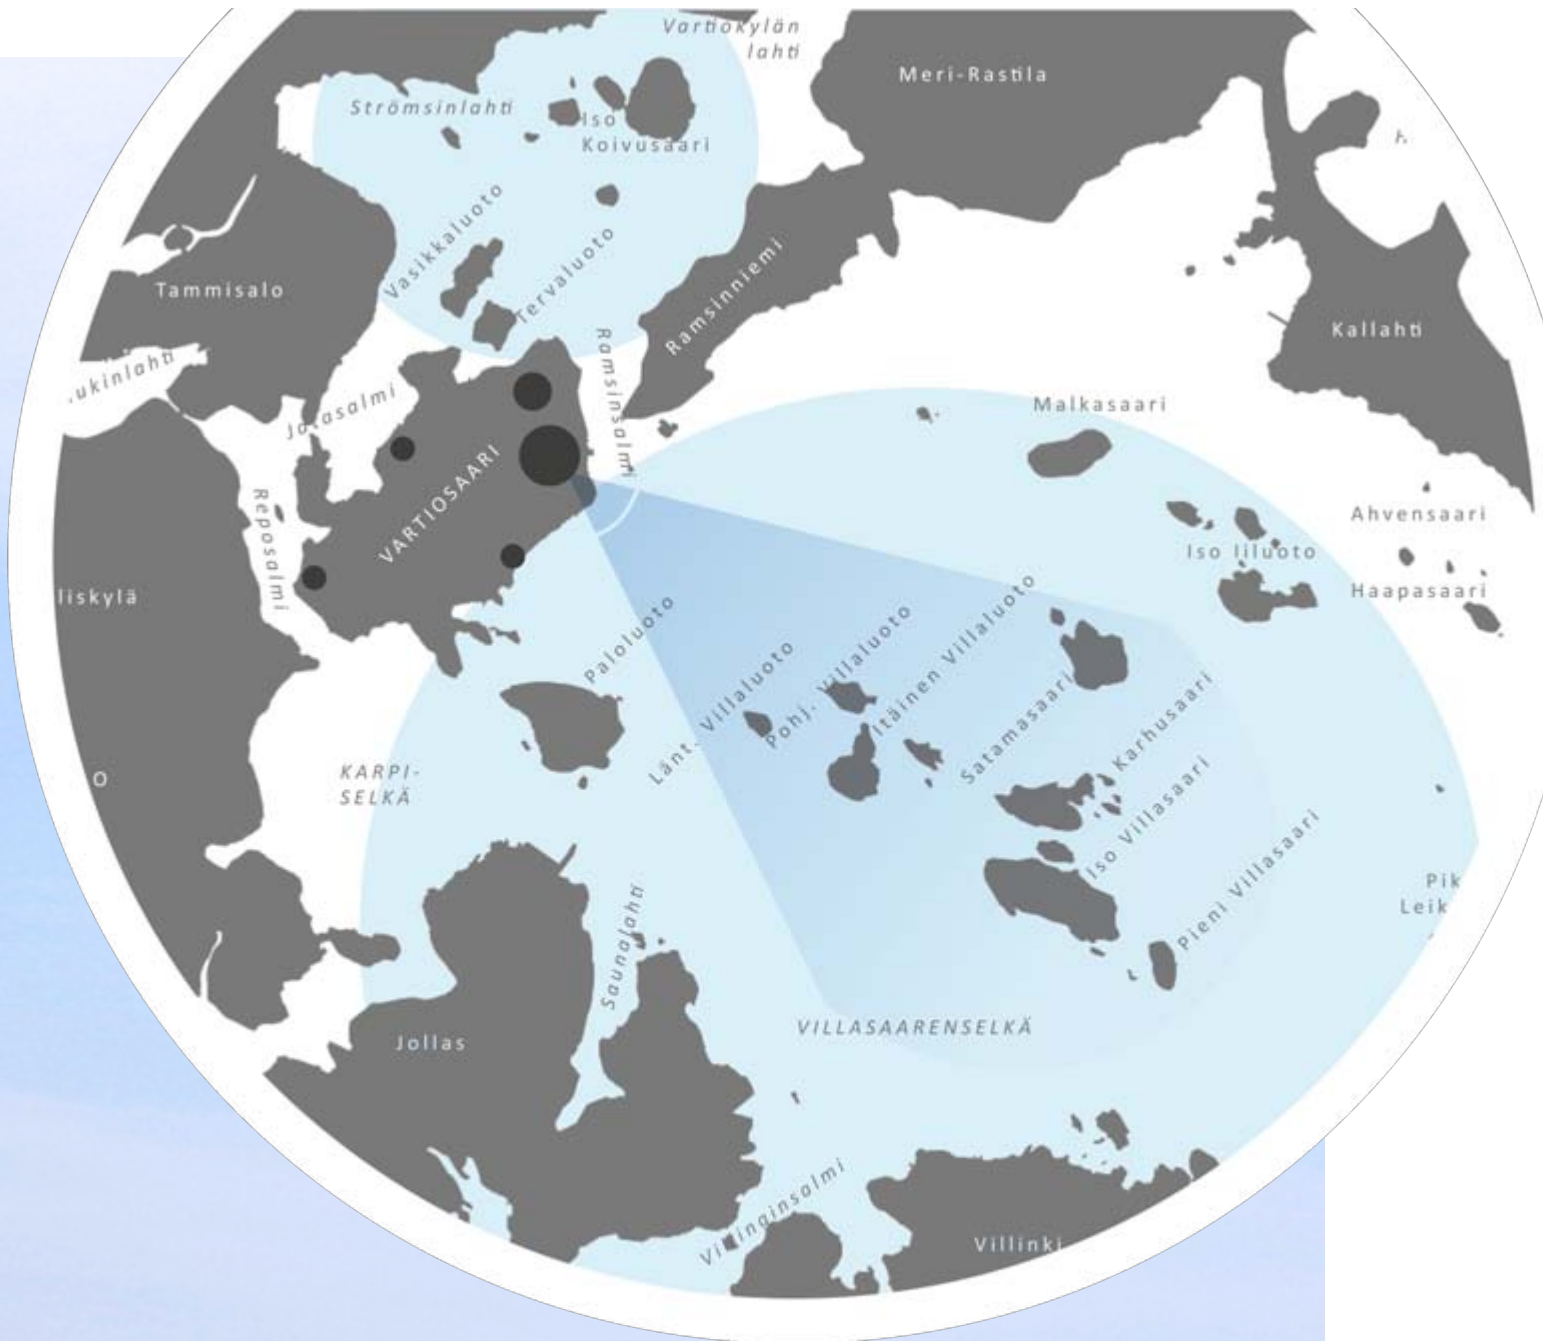 Vartiokylän
lahti
Meri-Rastila
Strömsinlahti
Iso
Koivusaari
Vasikkaluoto
Tervaluoto
Tammisalo
Ramsinniemi
Kallahti
Ramsinsalmi
Malkasaari
VARTIOSAARI
Reposalmi
Ahvensaari
Iso Iiluoto
Haapasaari
Paloluoto
Länt. Villaluoto
Pohj. Villaluoto
Itäinen Villaluoto
Satamasaari
Karhusaari
Iso Villasaari
Pieni Villasaari
KARPI-
SELKÄ
O
Pik
Leik
Saunalahti
VILLASAARENSELKÄ
Jollas
Villinginsalmi
Villinki